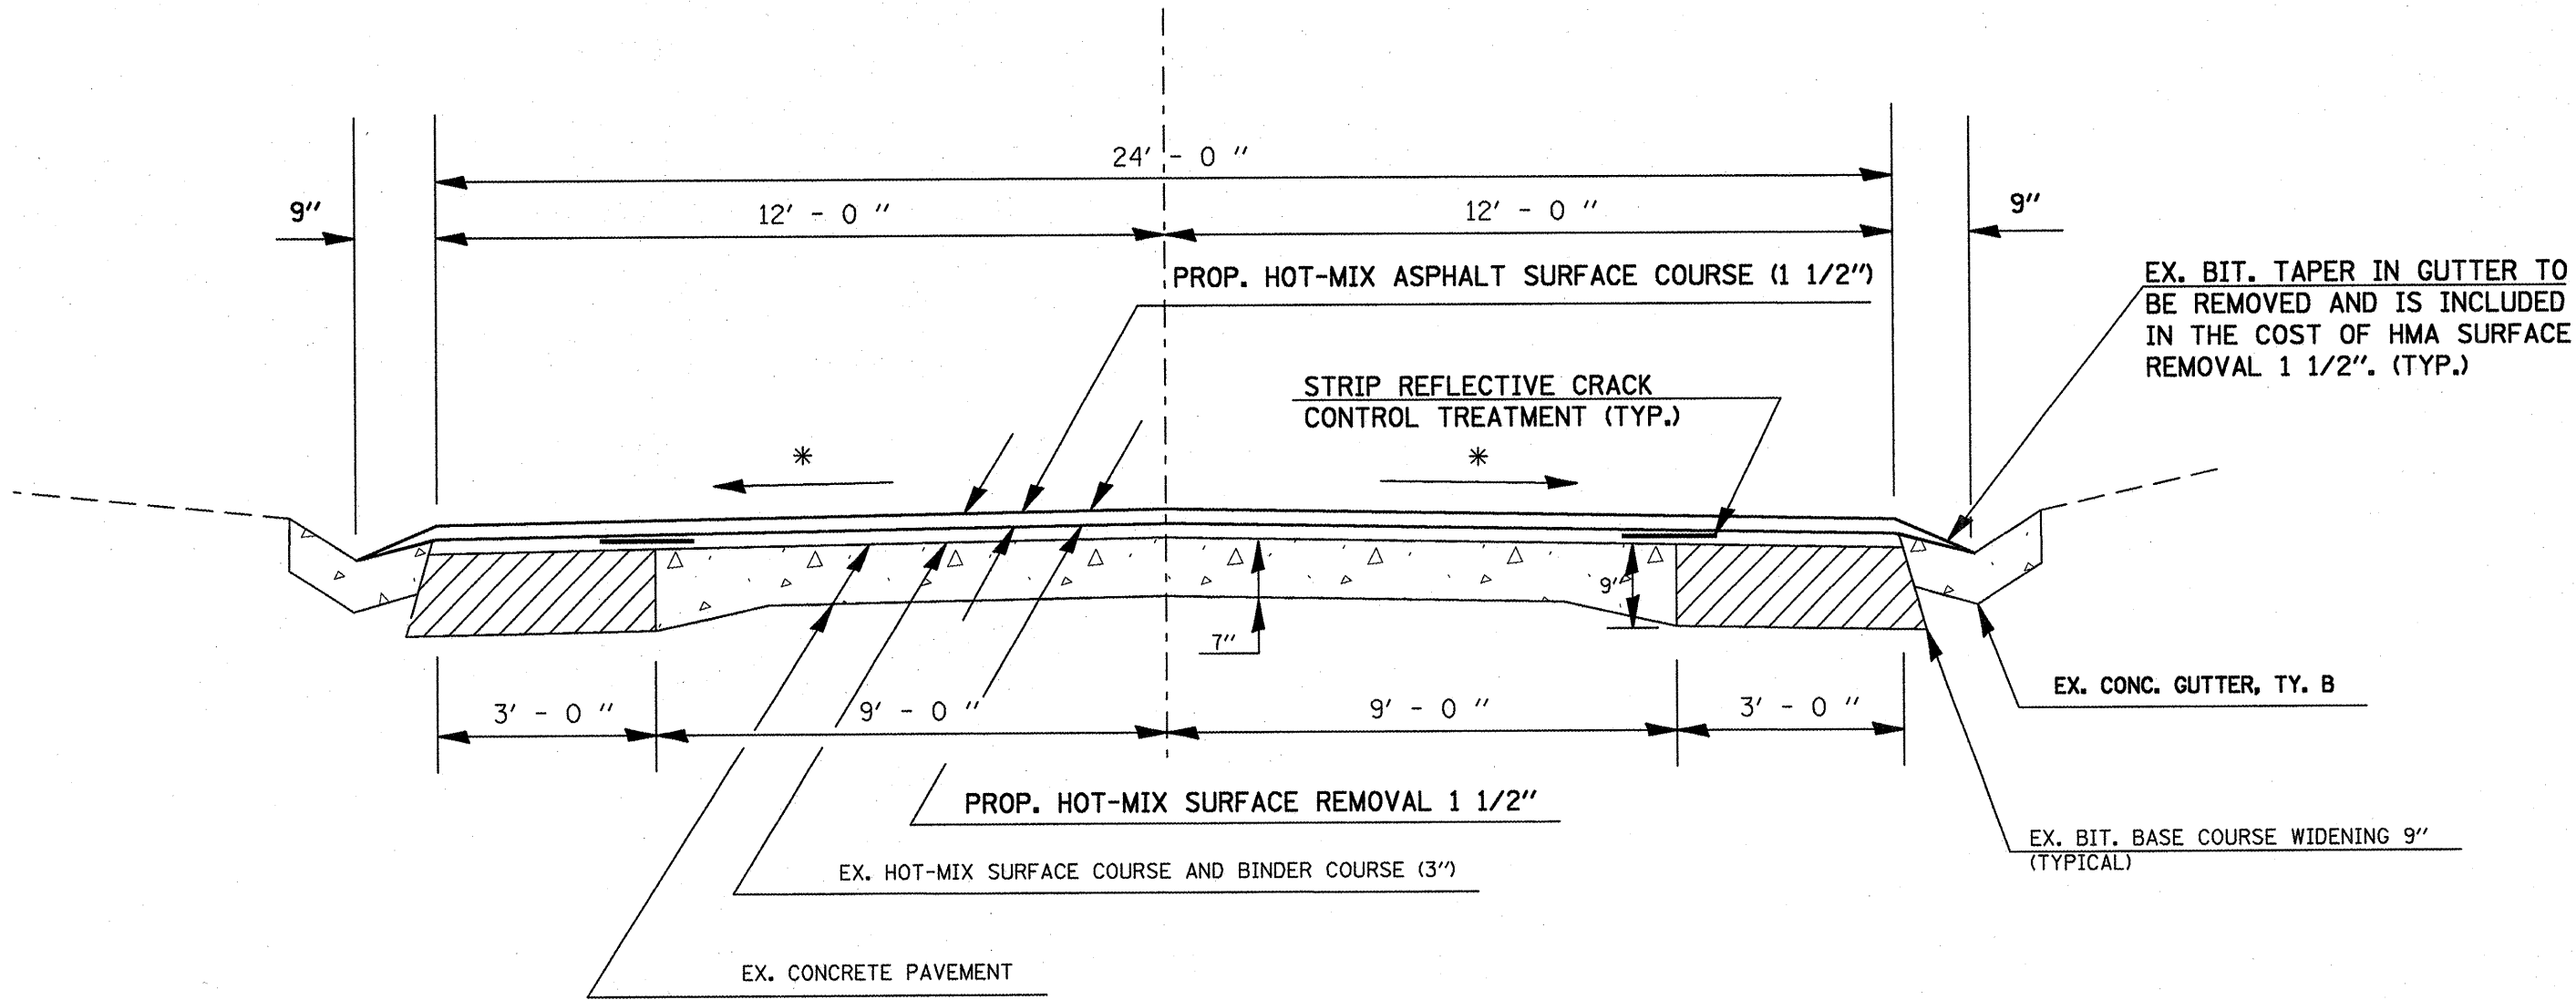 24' - 0 "
9" 12' - 0 " 12' - 0 " 9"
PROP. HOT-MIX ASPHALT SURFACE COURSE (1 1/2")
EX. BIT. TAPER IN GUTTER TO
BE REMOVED AND IS INCLUDED
IN THE COST OF HMA SURFACE
REMOVAL 1 1/2". (TYP.)
STRIP REFLECTIVE CRACK
CONTROL TREATMENT (TYP.)
* *
9'
7"
EX. CONC. GUTTER, TY. B
3' - 0 " 9' - 0 " 9' - 0 " 3' - 0 "
PROP. HOT-MIX SURFACE REMOVAL 1 1/2"
EX. BIT. BASE COURSE WIDENING 9"
(TYPICAL)
EX. HOT-MIX SURFACE COURSE AND BINDER COURSE (3")
EX. CONCRETE PAVEMENT